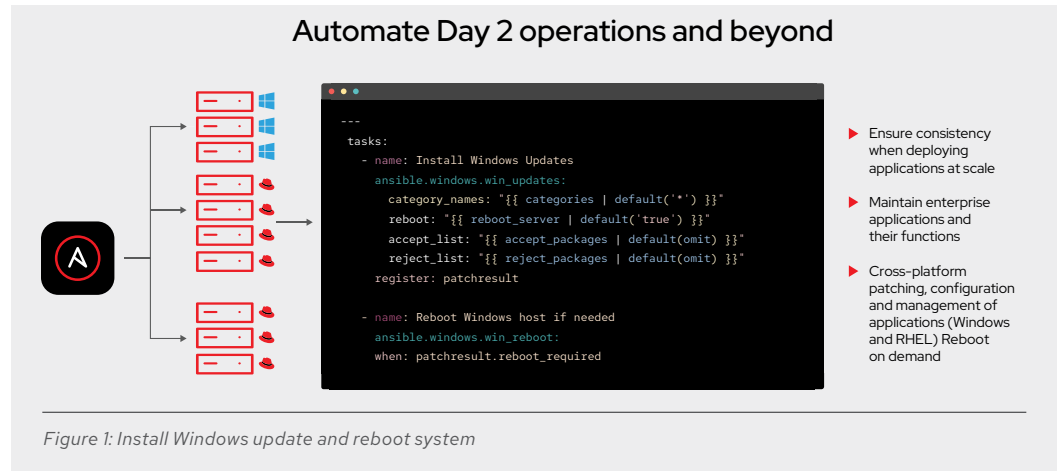 Automate Day 2 operations and beyond
---
tasks:
- name: Install Windows Updates
ansible.windows.win_updates:
category_names: "{{ categories | default('*') }}"
reboot: "{{ reboot_server | default('true') }}"
accept_list: "{{ accept_packages | default(omit) }}"
reject_list: "{{ reject_packages | default(omit) }}"
register: patchresult
- name: Reboot Windows host if needed
ansible.windows.win_reboot:
when: patchresult.reboot_required
Ensure consistency
when deploying
applications at scale
Maintain enterprise
applications and
their functions
Cross-platform
patching, configuration
and management of
applications (Windows
and RHEL) Reboot
on demand
Figure 1: Install Windows update and reboot system